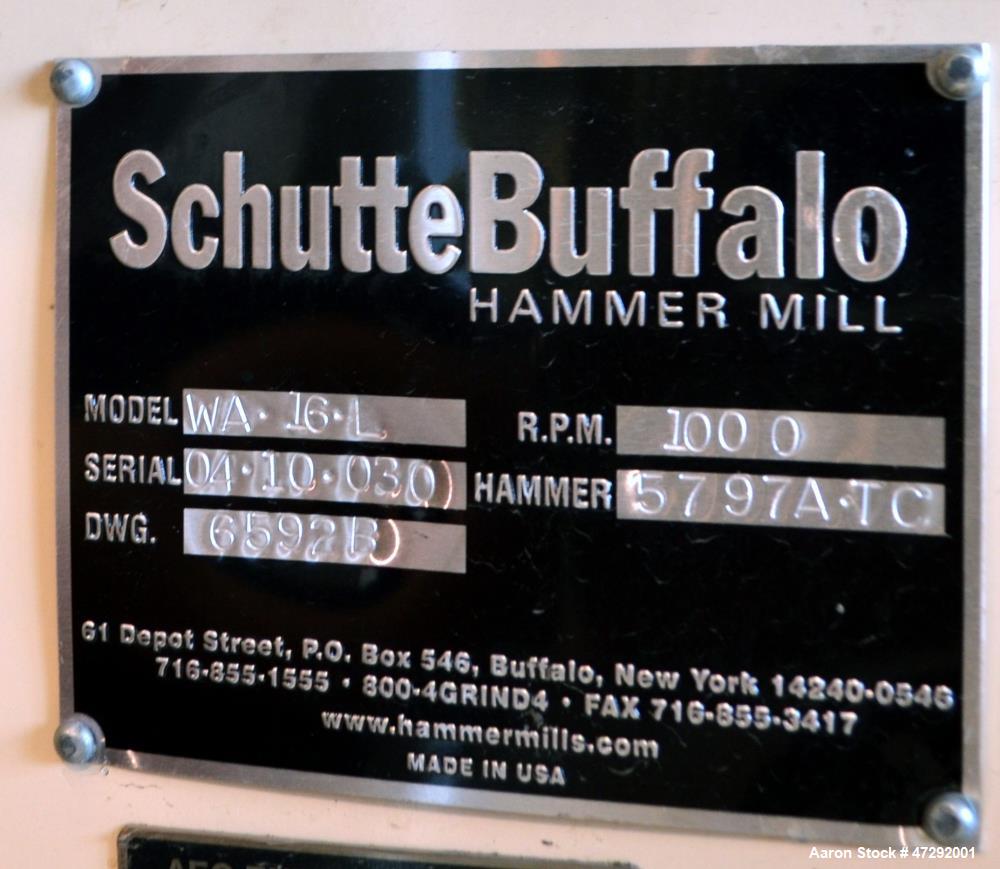 SchutteBuffalo
HAMMER MILL
MODEL WA·16·L R.P.M. 1000
SERIAL 04·10·030 HAMMER 5797A·TC
DWG. 6592B
61 Depot Street, P.O. Box 546, Buffalo, New York 14240-0546
716-855-1555 · 800-4GRIND4 · FAX 716-855-3417
www.hammermills.com
MADE IN USA
Aaron Stock # 47292001